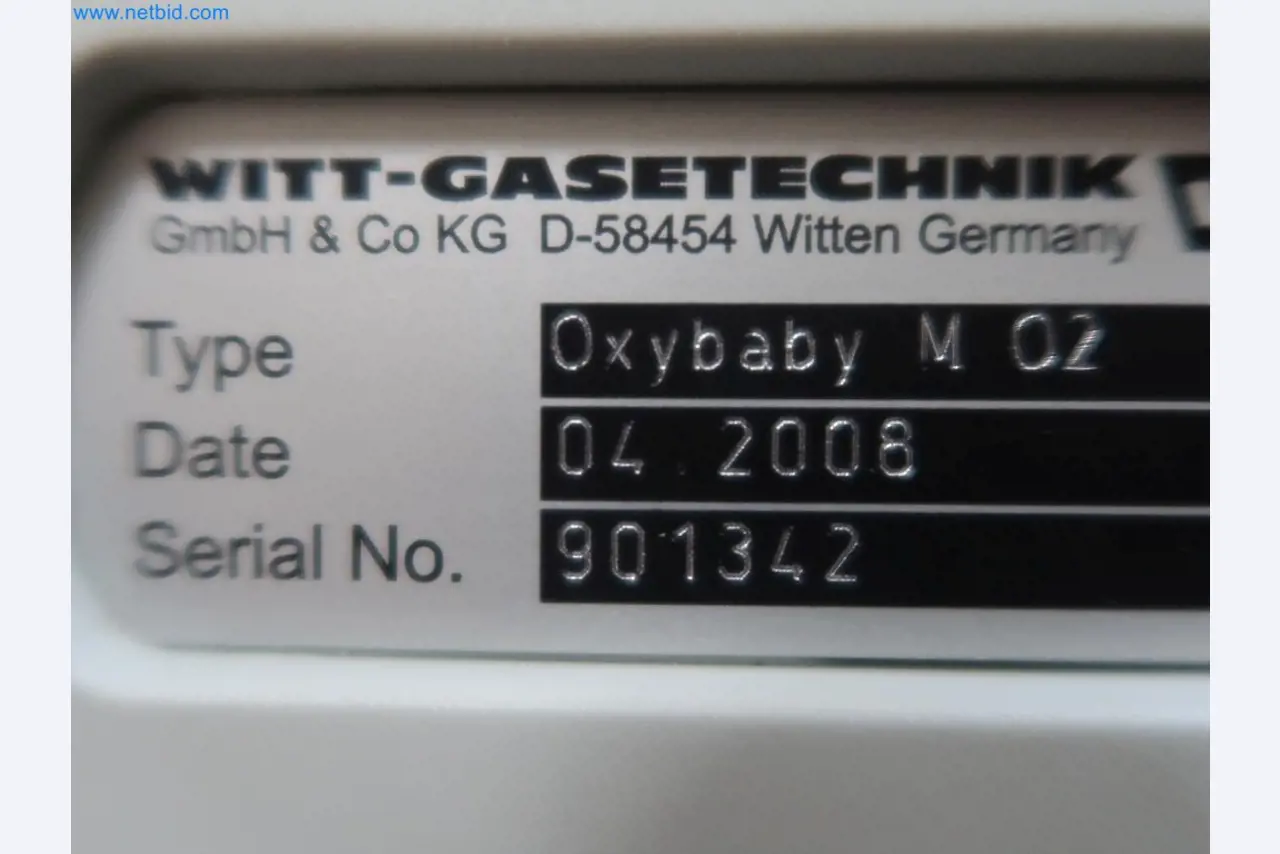 www.netbid.com
WITT-GASETECHNIK
GmbH & Co KG D-58454 Witten Germany
Type Oxybaby M O2
Date 04.2008
Serial No. 901342